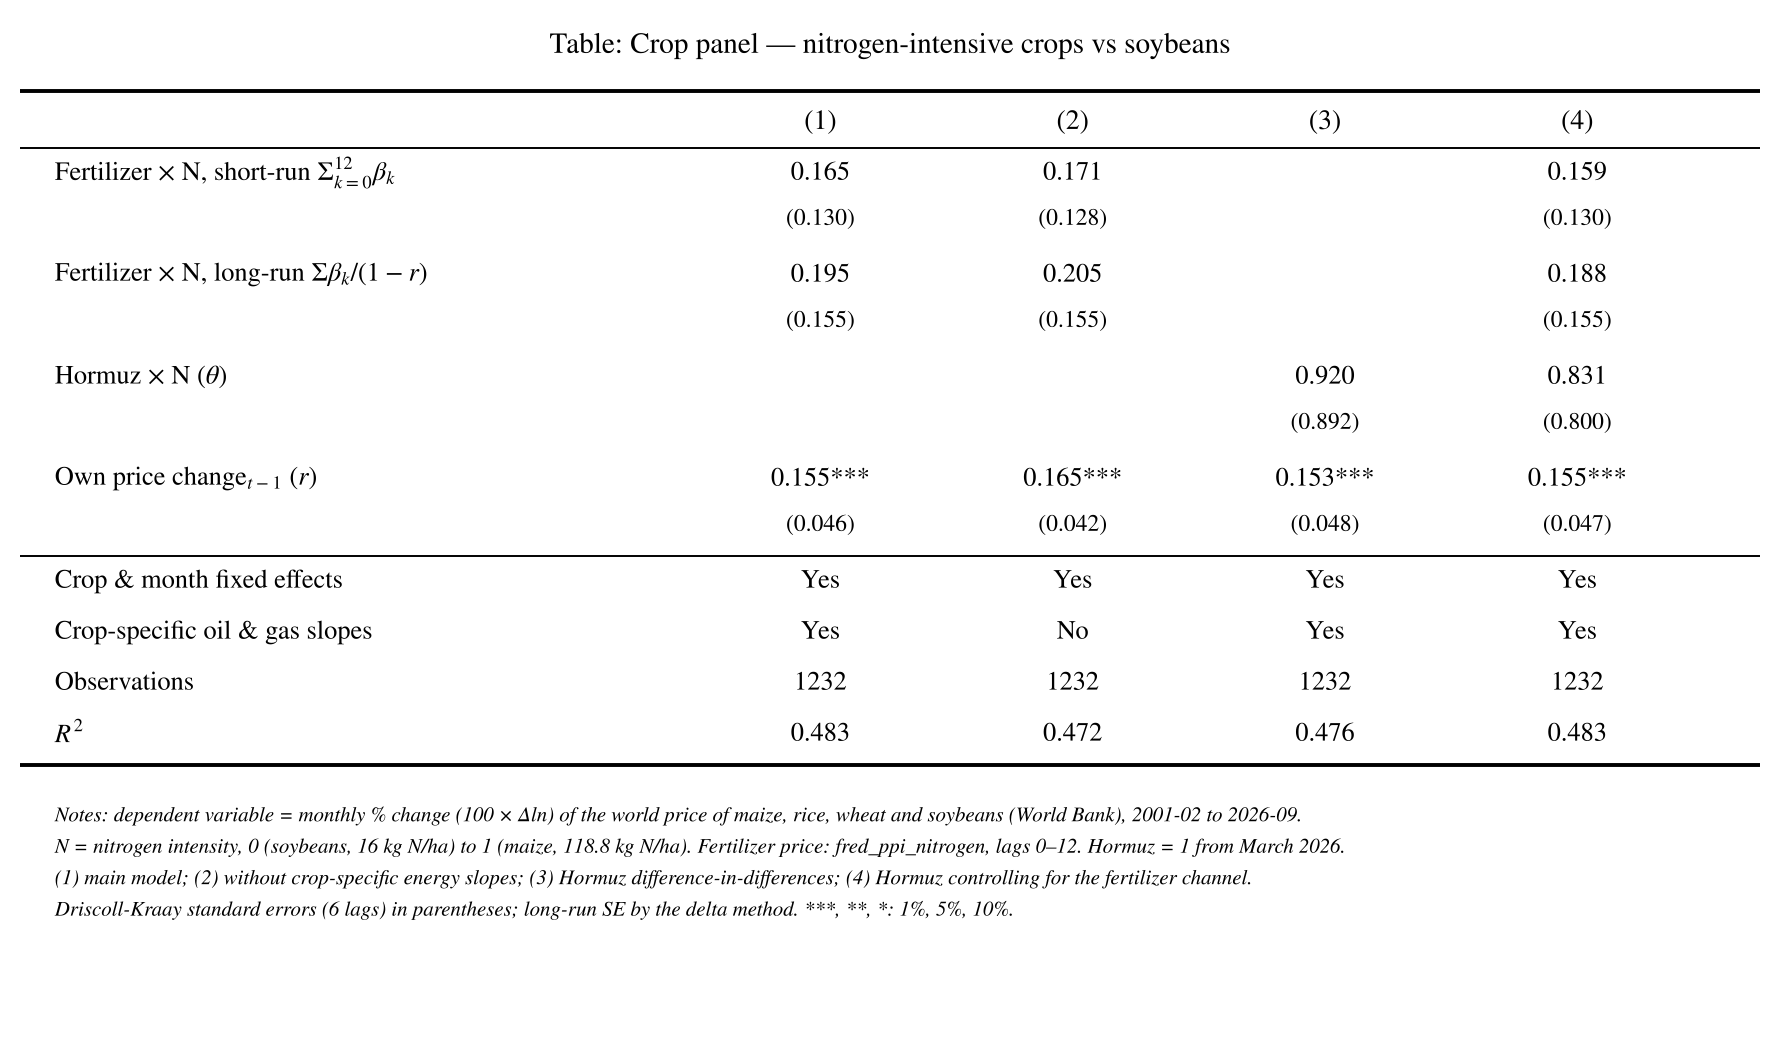 Table: Crop panel — nitrogen-intensive crops vs soybeans
(1) (2) (3) (4)
Fertilizer × N, short-run Σ¹²ₖ₌₀βₖ 0.165 0.171 0.159
(0.130) (0.128) (0.130)
Fertilizer × N, long-run Σβₖ/(1 − r) 0.195 0.205 0.188
(0.155) (0.155) (0.155)
Hormuz × N (θ) 0.920 0.831
(0.892) (0.800)
Own price changeₜ₋₁ (r) 0.155*** 0.165*** 0.153*** 0.155***
(0.046) (0.042) (0.048) (0.047)
Crop & month fixed effects Yes Yes Yes Yes
Crop-specific oil & gas slopes Yes No Yes Yes
Observations 1232 1232 1232 1232
R² 0.483 0.472 0.476 0.483
Notes: dependent variable = monthly % change (100 × Δln) of the world price of maize, rice, wheat and soybeans (World Bank), 2001-02 to 2026-09.
N = nitrogen intensity, 0 (soybeans, 16 kg N/ha) to 1 (maize, 118.8 kg N/ha). Fertilizer price: fred_ppi_nitrogen, lags 0–12. Hormuz = 1 from March 2026.
(1) main model; (2) without crop-specific energy slopes; (3) Hormuz difference-in-differences; (4) Hormuz controlling for the fertilizer channel.
Driscoll-Kraay standard errors (6 lags) in parentheses; long-run SE by the delta method. ***, **, *: 1%, 5%, 10%.